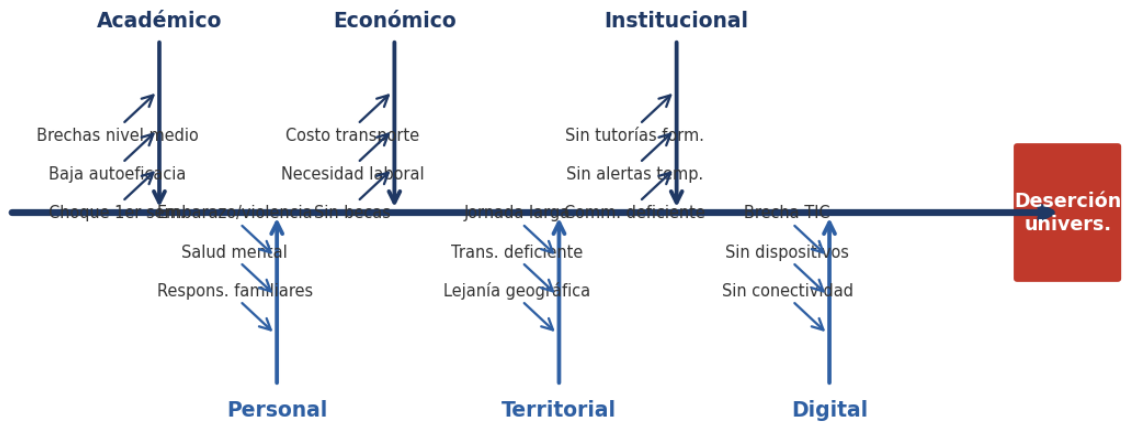 Académico
Económico
Institucional
Brechas nivel medio
Costo transporte
Sin tutorías form.
Baja autoeficacia
Necesidad laboral
Sin alertas temp.
Choque 1er sem.
Embarazo/violencia
Sin becas
Jornada larga
Comm. deficiente
Brecha TIC
Deserción
univers.
Salud mental
Trans. deficiente
Sin dispositivos
Respons. familiares
Lejanía geográfica
Sin conectividad
Personal
Territorial
Digital